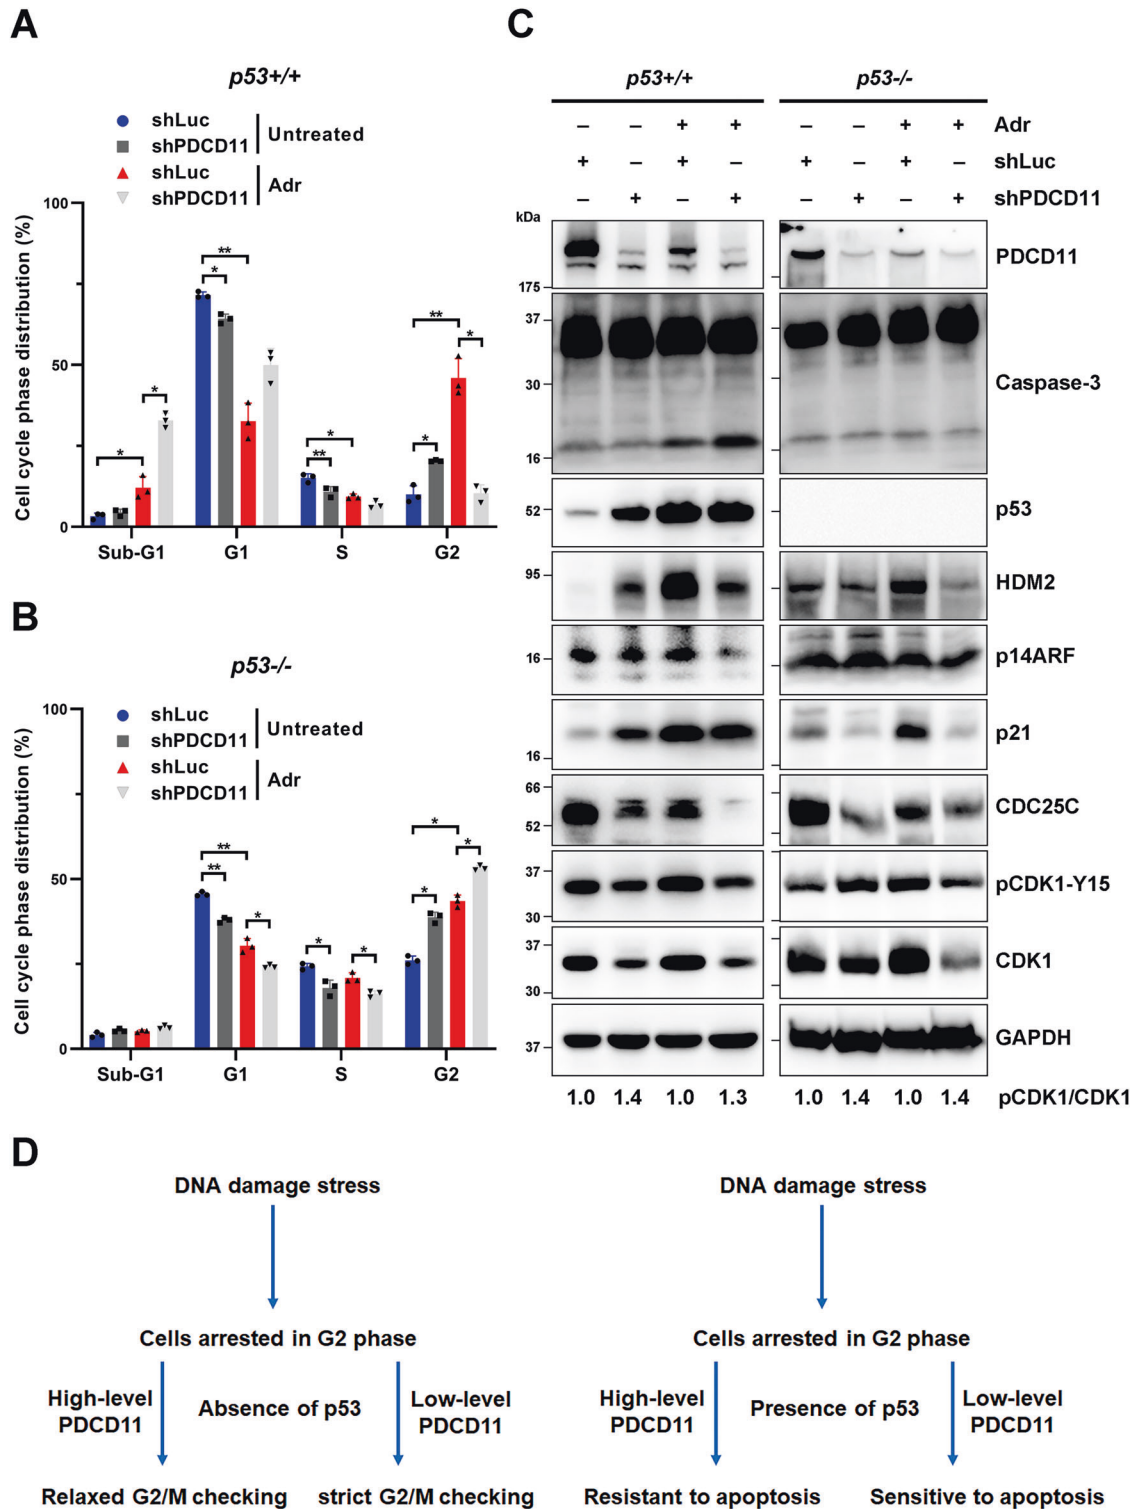 A
p53+/+
shLuc
shPDCD11
Untreated
shLuc
shPDCD11
Adr
Cell cycle phase distribution (%)
100
50
0
*
*
*
**
**
*
*
**
*
Sub-G1 G1 S G2
B
p53-/-
shLuc
shPDCD11
Untreated
shLuc
shPDCD11
Adr
Cell cycle phase distribution (%)
100
50
0
**
**
*
*
*
*
*
*
Sub-G1 G1 S G2
C
p53+/+ p53-/-
– – + + – – + + Adr
+ – + – + – + – shLuc
– + – + – + – + shPDCD11
kDa
175
PDCD11
37
30
16
Caspase-3
52
p53
95
HDM2
16
p14ARF
16
p21
66
52
CDC25C
37
30
pCDK1-Y15
37
30
CDK1
37
GAPDH
1.0 1.4 1.0 1.3 1.0 1.4 1.0 1.4 pCDK1/CDK1
D
DNA damage stress
Cells arrested in G2 phase
High-level
PDCD11
Absence of p53
Low-level
PDCD11
Relaxed G2/M checking strict G2/M checking
DNA damage stress
Cells arrested in G2 phase
High-level
PDCD11
Presence of p53
Low-level
PDCD11
Resistant to apoptosis Sensitive to apoptosis